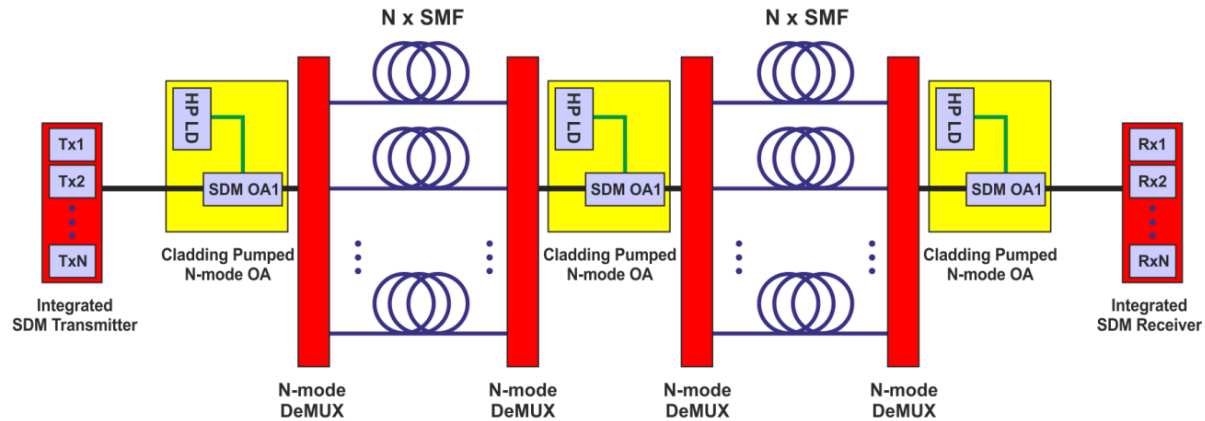 N x SMF
N x SMF
HP LD
HP LD
HP LD
Tx1
Tx2
TxN
SDM OA1
SDM OA1
SDM OA1
Rx1
Rx2
RxN
Cladding Pumped
N-mode OA
Cladding Pumped
N-mode OA
Cladding Pumped
N-mode OA
Integrated
SDM Transmitter
Integrated
SDM Receiver
N-mode
DeMUX
N-mode
DeMUX
N-mode
DeMUX
N-mode
DeMUX